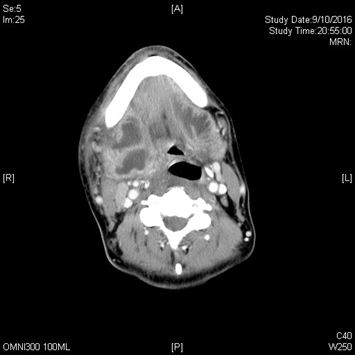 Se:5
Im:25
[A]
Study Date:9/10/2016
Study Time:20:55:00
MRN:
[R]
[L]
OMNI300 100ML
[P]
C40
W250